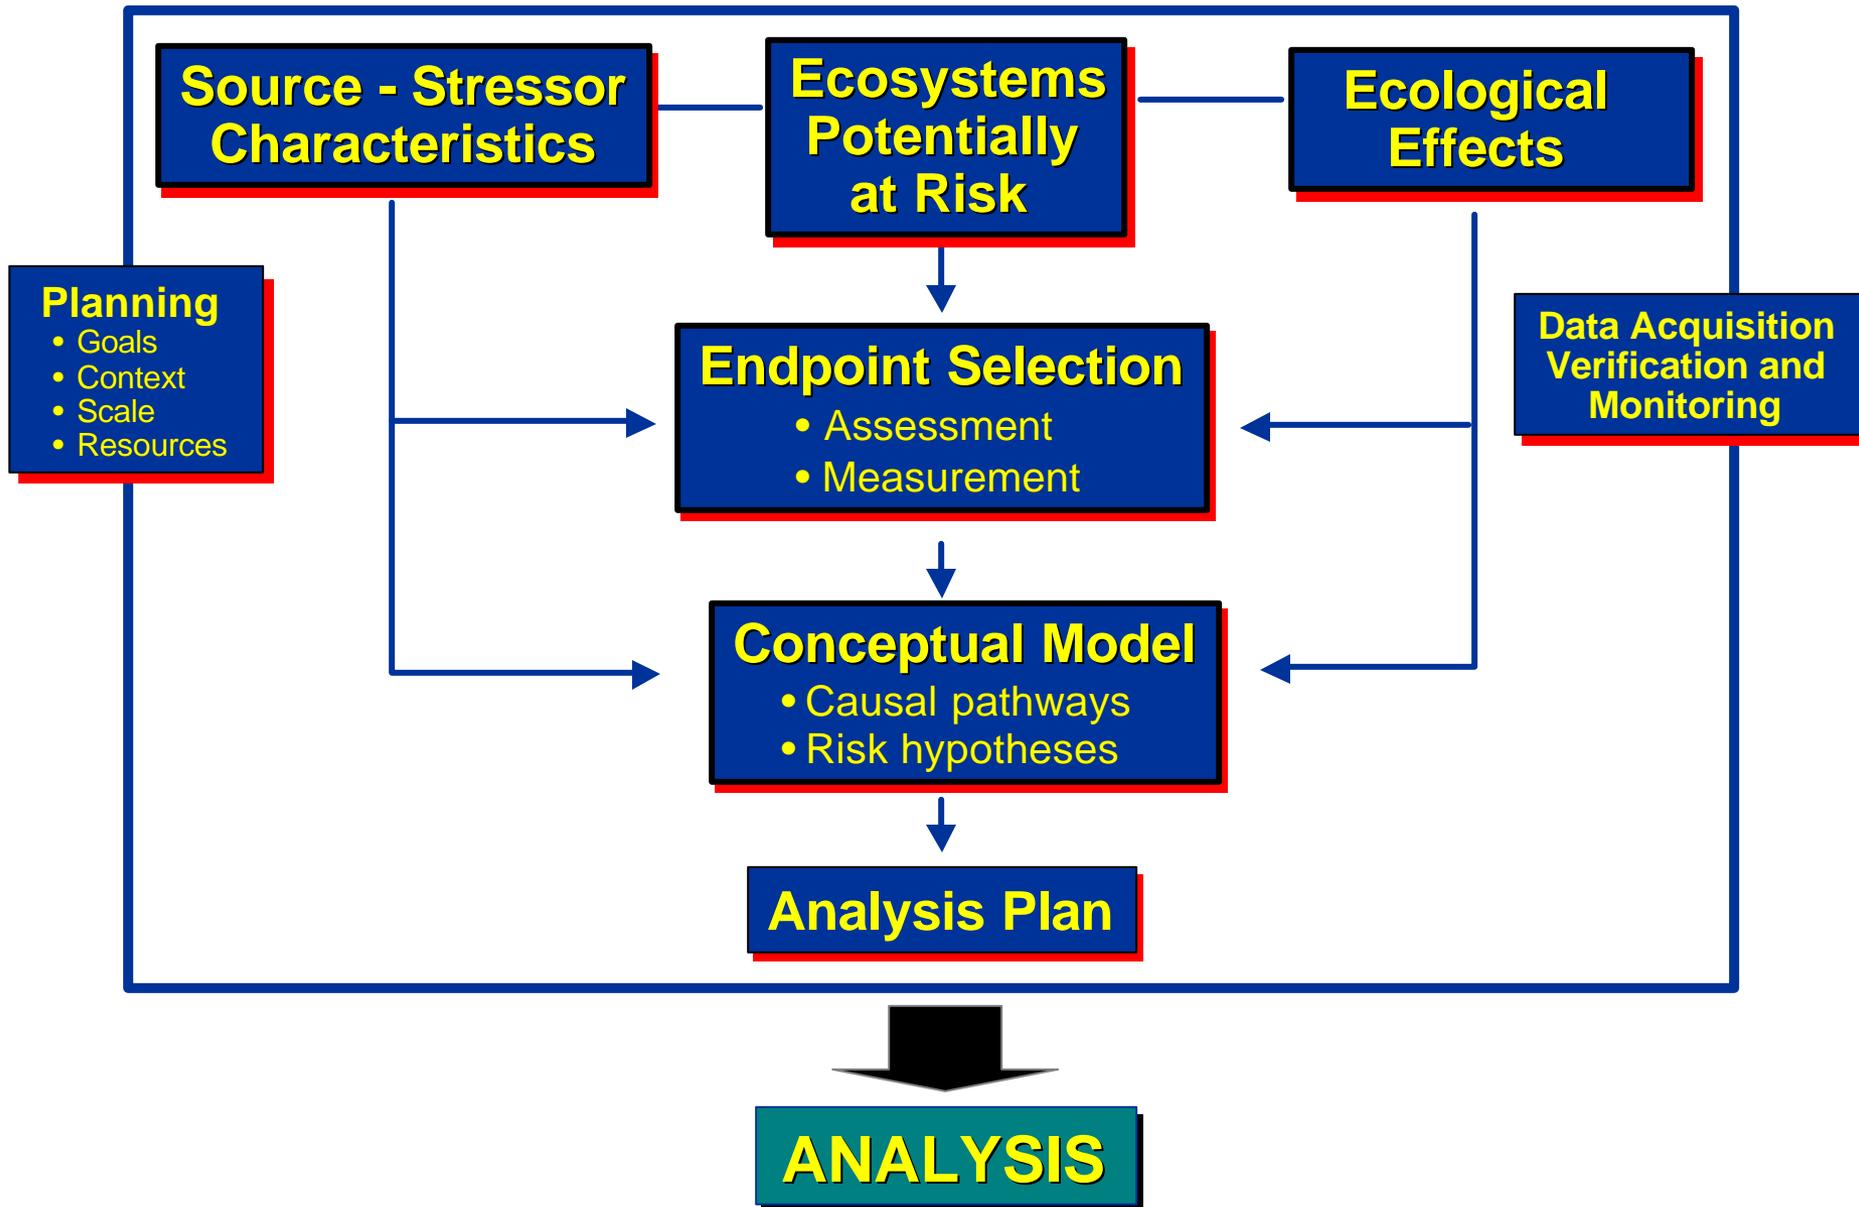 Source - Stressor
Characteristics
Ecosystems
Potentially
at Risk
Ecological
Effects
Planning
• Goals
• Context
• Scale
• Resources
Endpoint Selection
• Assessment
• Measurement
Data Acquisition
Verification and
Monitoring
Conceptual Model
• Causal pathways
• Risk hypotheses
Analysis Plan
ANALYSIS